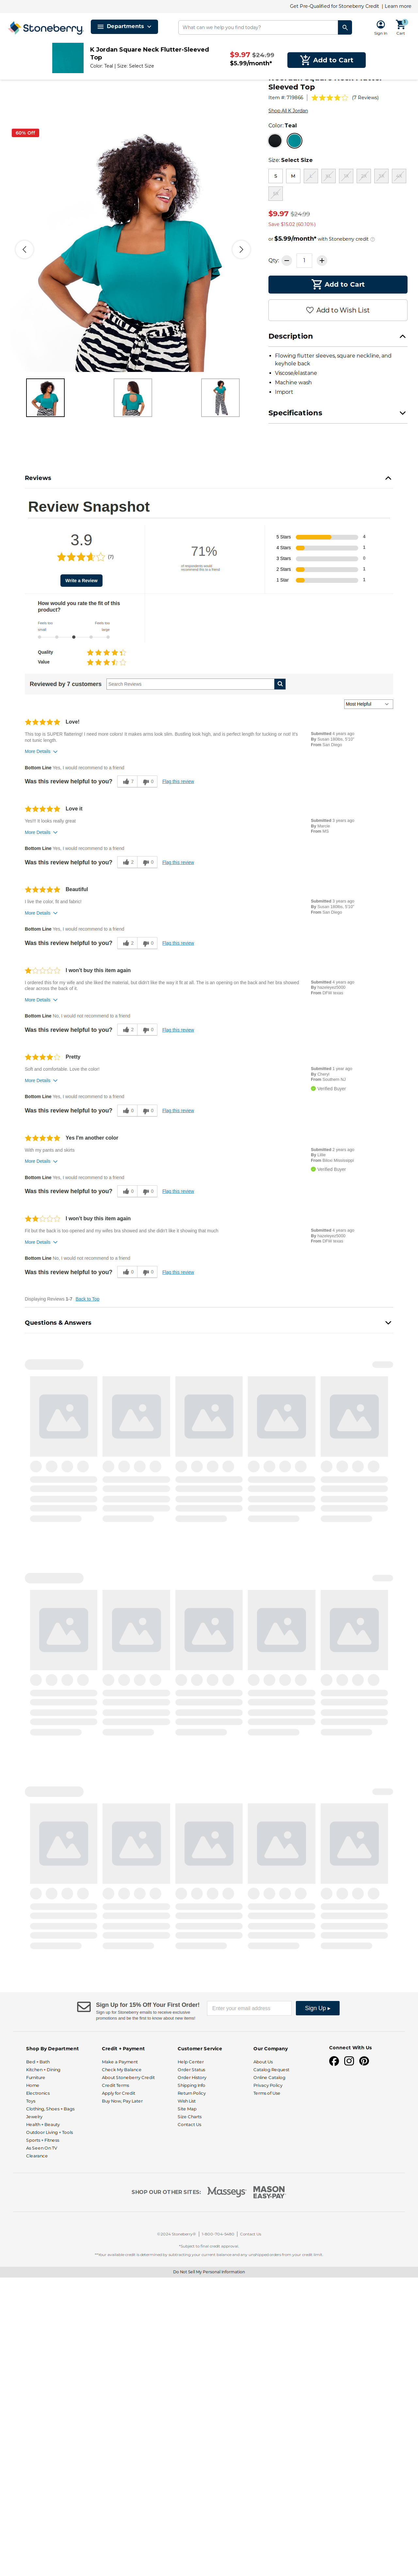 Get Pre-Qualified for Stoneberry Credit | Learn more
Stoneberry
Departments
What can we help you find today?
Sign In
Cart
K Jordan Square Neck Flutter-Sleeved Top
Color: Teal | Size: Select Size
$9.97 $24.99
$5.99/month*
Add to Cart
Sleeved Top
Item #: 719866
(7 Reviews)
Shop All K Jordan
60% Off
Color: Teal
Size: Select Size
S
M
$9.97 $24.99
Save $15.02 (60.10%)
or $5.99/month* with Stoneberry credit
Qty:
1
Add to Cart
Add to Wish List
Description
Flowing flutter sleeves, square neckline, and keyhole back
Viscose/elastane
Machine wash
Import
Specifications
Reviews
Review Snapshot
3.9
(7)
Write a Review
71%
of respondents would recommend this to a friend
5 Stars 4
4 Stars 1
3 Stars 0
2 Stars 1
1 Star 1
How would you rate the fit of this product?
Feels too small
Feels too large
Quality
Value
Reviewed by 7 customers
Search Reviews
Most Helpful
Love!
This top is SUPER flattering! I need more colors! It makes arms look slim. Bustling look high, and is perfect length for tucking or not! It's not tunic length.
More Details
Submitted 4 years ago
By Susan 190lbs, 5'10"
From San Diego
Bottom Line Yes, I would recommend to a friend
Was this review helpful to you? 7 0 Flag this review
Love it
Yes!!! It looks really great
More Details
Submitted 3 years ago
By Marcie
From MS
Bottom Line Yes, I would recommend to a friend
Was this review helpful to you? 2 0 Flag this review
Beautiful
I live the color, fit and fabric!
More Details
Submitted 3 years ago
By Susan 190lbs, 5'10"
From San Diego
Bottom Line Yes, I would recommend to a friend
Was this review helpful to you? 2 0 Flag this review
I won't buy this item again
I ordered this for my wife and she liked the material, but didn't like the way it fit at all. The is an opening on the back and her bra showed clear across the back of it.
More Details
Submitted 4 years ago
By hankleyss5000
From DFW texas
Bottom Line No, I would not recommend to a friend
Was this review helpful to you? 2 0 Flag this review
Pretty
Soft and comfortable. Love the color!
More Details
Submitted 1 year ago
By Cheryl
From Southern NJ
Verified Buyer
Bottom Line Yes, I would recommend to a friend
Was this review helpful to you? 0 0 Flag this review
Yes I'm another color
With my pants and skirts
More Details
Submitted 2 years ago
By Lillie
From Biloxi Mississippi
Verified Buyer
Bottom Line Yes, I would recommend to a friend
Was this review helpful to you? 0 0 Flag this review
I won't buy this item again
Fit but the back is too opened and my wifes bra showed and she didn't like it showing that much
More Details
Submitted 4 years ago
By hankleyss5000
From DFW texas
Bottom Line No, I would not recommend to a friend
Was this review helpful to you? 0 0 Flag this review
Displaying Reviews 1-7 Back to Top
Questions & Answers
Sign Up for 15% Off Your First Order!
Sign up for Stoneberry emails to receive exclusive promotions and be the first to know about new items!
Enter your email address
Sign Up ▸
Shop By Department
Bed + Bath
Kitchen + Dining
Furniture
Home
Electronics
Toys
Clothing, Shoes + Bags
Jewelry
Health + Beauty
Outdoor Living + Tools
Sports + Fitness
As Seen On TV
Clearance
Credit + Payment
Make a Payment
Check My Balance
About Stoneberry Credit
Credit Terms
Apply for Credit
Buy Now, Pay Later
Customer Service
Help Center
Order Status
Order History
Shipping Info
Return Policy
Wish List
Site Map
Size Charts
Contact Us
Our Company
About Us
Catalog Request
Online Catalog
Privacy Policy
Terms of Use
Connect With Us
SHOP OUR OTHER SITES:
Masseys
MASON EASY-PAY
©2024 Stoneberry® | 1-800-704-5480 | Contact Us
*Subject to final credit approval
**Your available credit is determined by subtracting your current balance and any unshipped orders from your credit limit
Do Not Sell My Personal Information